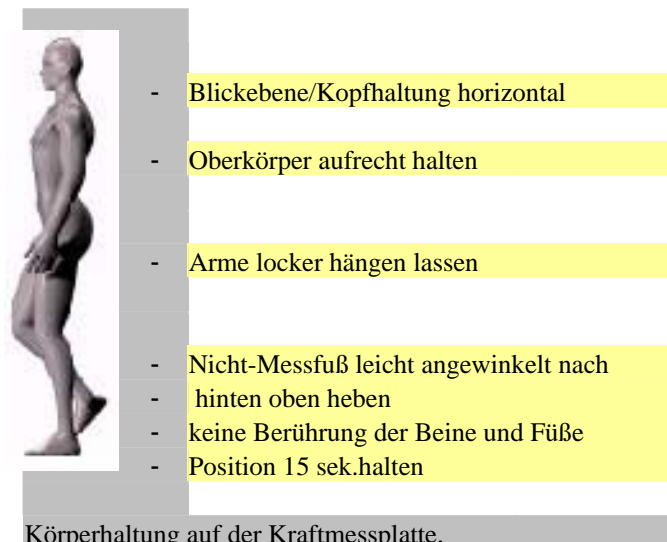 - Blickebene/Kopfhaltung horizontal
- Oberkörper aufrecht halten
- Arme locker hängen lassen
- Nicht-Messfuß leicht angewinkelt nach
- hinten oben heben
- keine Berührung der Beine und Füße
- Position 15 sek.halten
Körperhaltung auf der Kraftmessplatte.